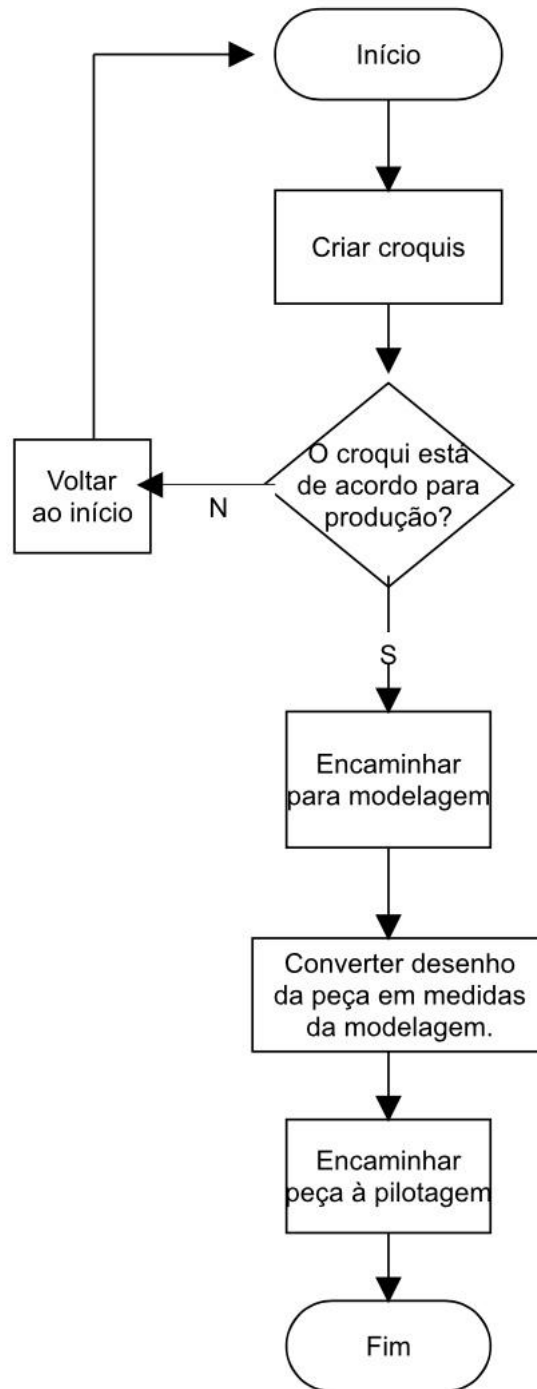 Início
Criar croquis
O croqui está
de acordo para
produção?
N
Voltar
ao início
S
Encaminhar
para modelagem
Converter desenho
da peça em medidas
da modelagem.
Encaminhar
peça à pilotagem
Fim